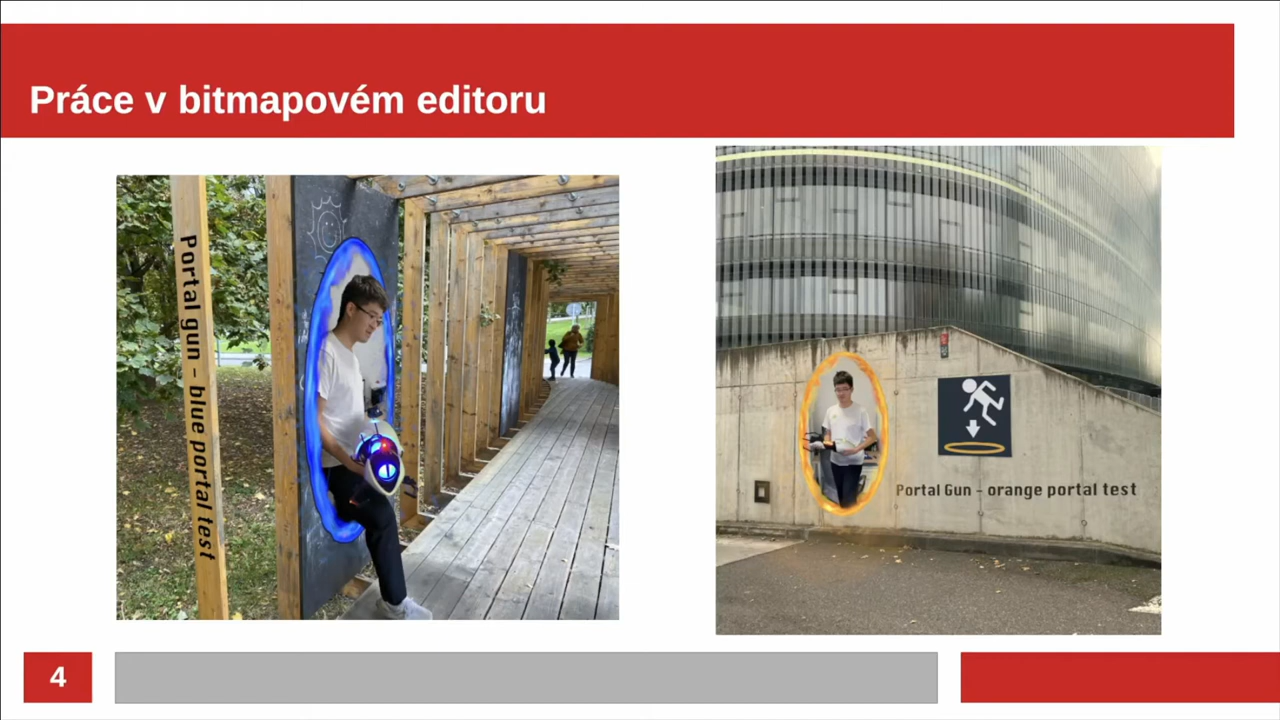 Práce v bitmapovém editoru
Portal gun - blue portal test
Portal Gun - orange portal test
4